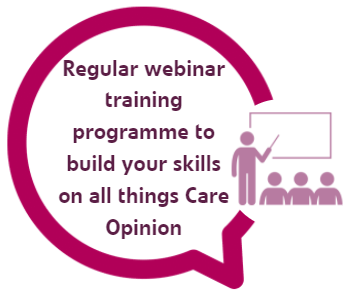 Regular webinar
training
programme to
build your skills
on all things Care
Opinion